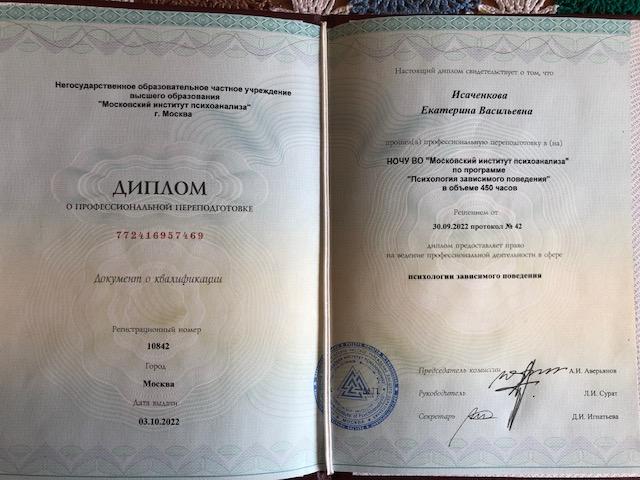 Негосударственное образовательное частное учреждение
высшего образования
"Московский институт психоанализа"
г. Москва
ДИПЛОМ
О ПРОФЕССИОНАЛЬНОЙ ПЕРЕПОДГОТОВКЕ
772416957469
Документ о квалификации
Регистрационный номер
10842
Город
Москва
Дата выдачи
03.10.2022
Настоящий диплом свидетельствует о том, что
Исаченкова
Екатерина Васильевна
прошел(а) профессиональную переподготовку в (на)
НОЧУ ВО "Московский институт психоанализа"
по программе
"Психология зависимого поведения"
в объеме 450 часов
Решением от
30.09.2022 протокол № 42
диплом предоставляет право
на ведение профессиональной деятельности в сфере
психологии зависимого поведения
Председатель комиссии А.И. Аверьянов
Руководитель Л.И. Сурат
Секретарь Д.И. Игнатьева